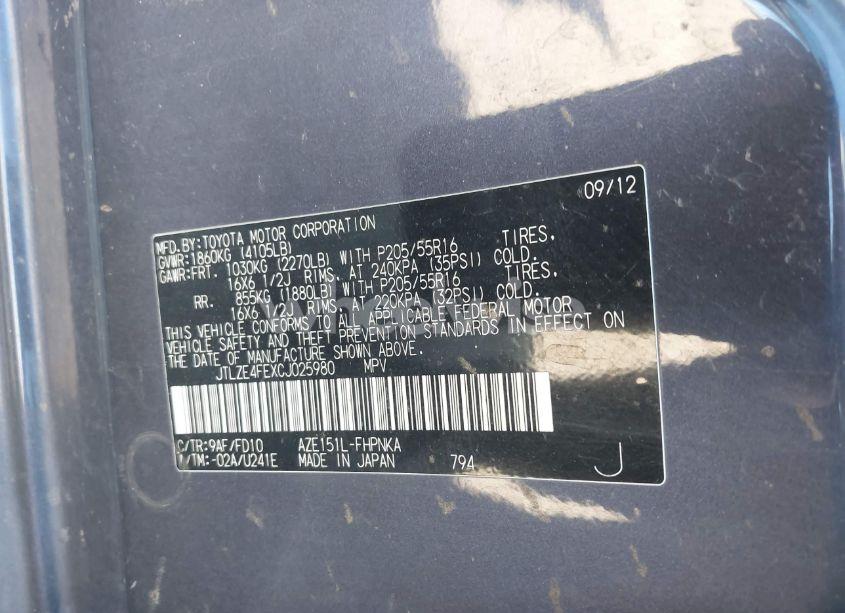 09/12
MFD.BY:TOYOTA MOTOR CORPORATION
GVWR:1860KG (4105LB)
GAWR:FRT. 1030KG (2270LB) WITH P205/55R16 TIRES,
16X6 1/2J RIMS, AT 240KPA (35PSI) COLD.
RR. 855KG (1880LB) WITH P205/55R16 TIRES,
16X6 1/2J RIMS, AT 220KPA (32PSI) COLD.
THIS VEHICLE CONFORMS TO ALL APPLICABLE FEDERAL MOTOR
VEHICLE SAFETY AND THEFT PREVENTION STANDARDS IN EFFECT ON
THE DATE OF MANUFACTURE SHOWN ABOVE.
JTLZE4FEXCJ025980 MPV
C/TR:9AF/FD10 AZE151L-FHPNKA
/TM:-02A/U241E MADE IN JAPAN 794 J